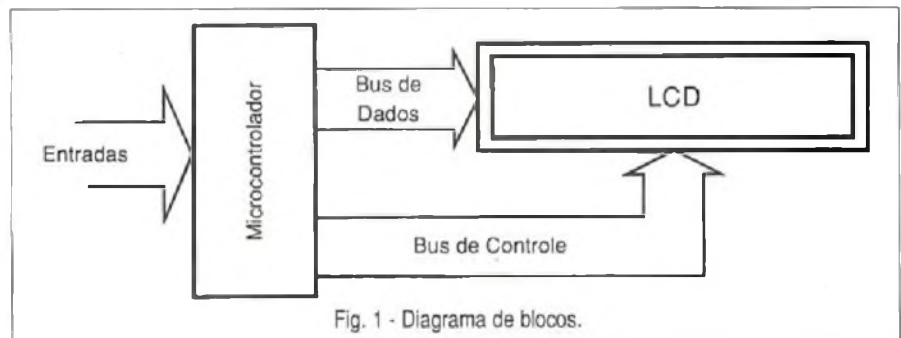 Entradas
Microcontrolador
Bus de
Dados
LCD
Bus de Controle
Fig. 1 - Diagrama de blocos.